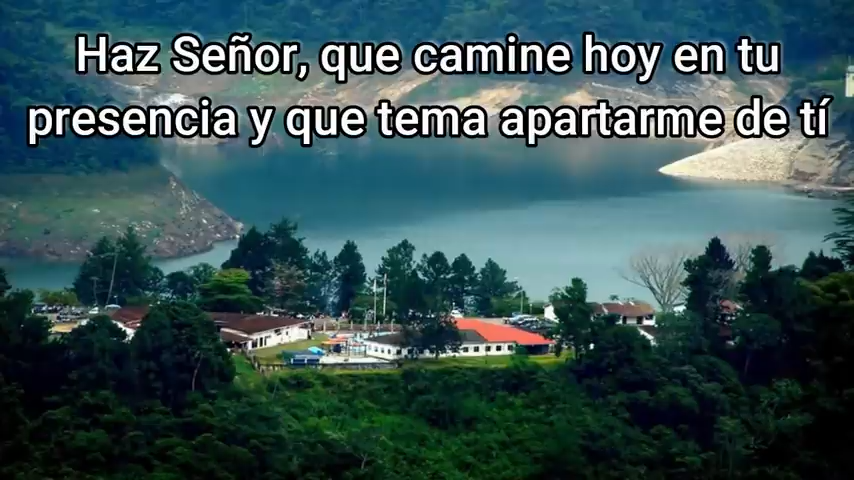 Haz Señor, que camine hoy en tu
presencia y que tema apartarme de tí